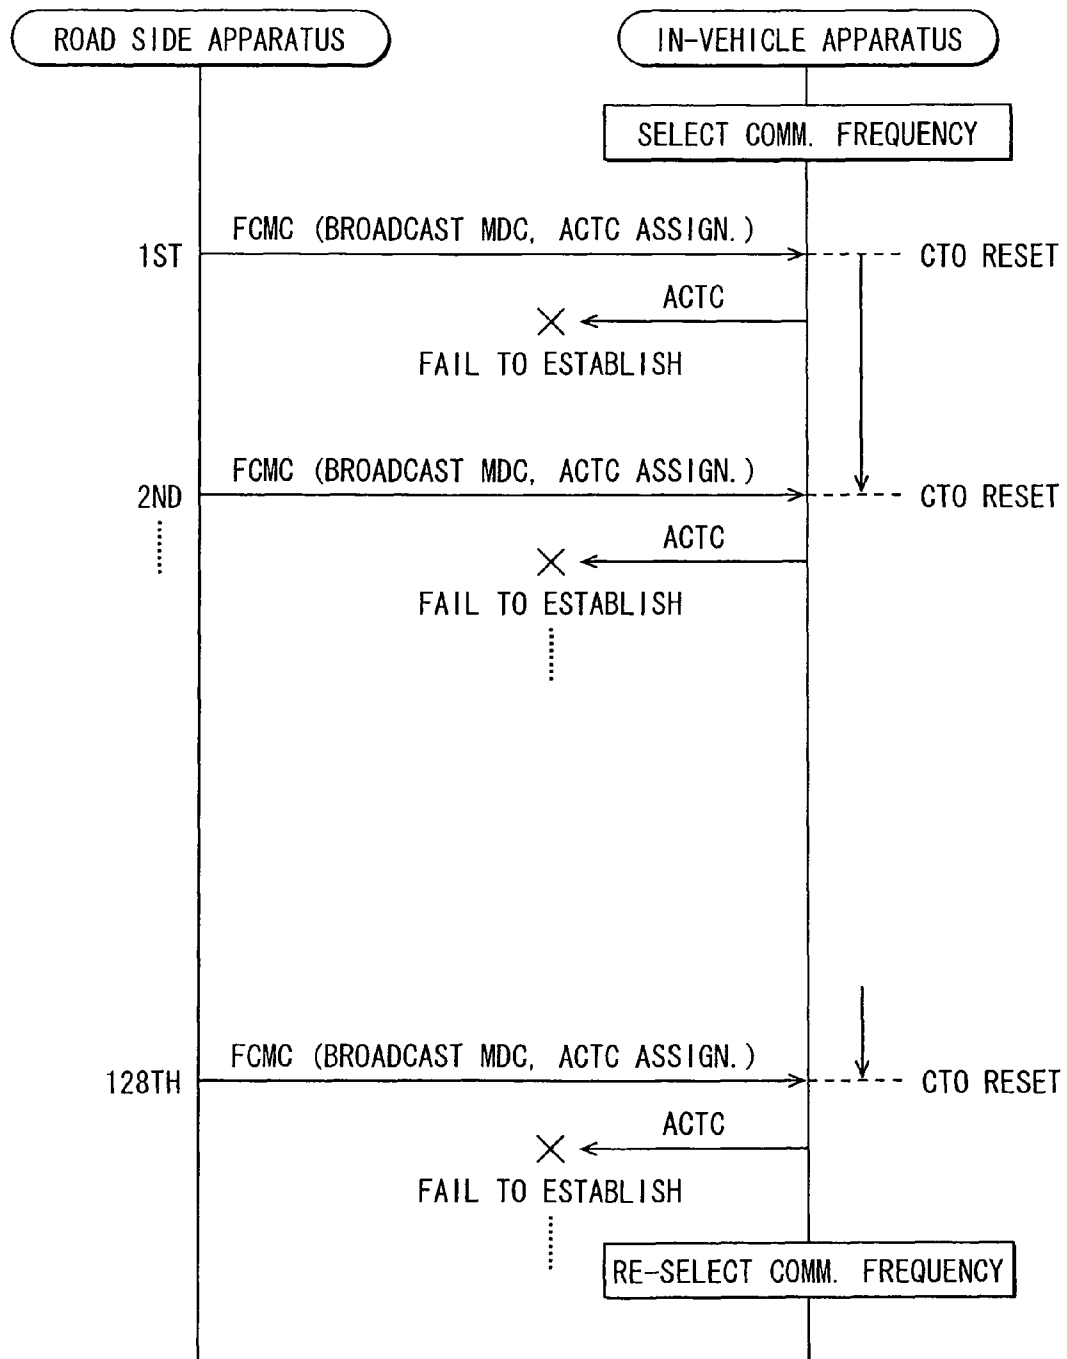 ROAD SIDE APPARATUS
IN-VEHICLE APPARATUS
SELECT COMM. FREQUENCY
FCMC (BROADCAST MDC, ACTC ASSIGN.)
1ST
CTO RESET
ACTC
FAIL TO ESTABLISH
FCMC (BROADCAST MDC, ACTC ASSIGN.)
2ND
CTO RESET
ACTC
FAIL TO ESTABLISH
FCMC (BROADCAST MDC, ACTC ASSIGN.)
128TH
CTO RESET
ACTC
FAIL TO ESTABLISH
RE-SELECT COMM. FREQUENCY